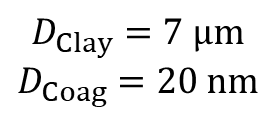 D_Clay = 7 μm
D_Coag = 20 nm